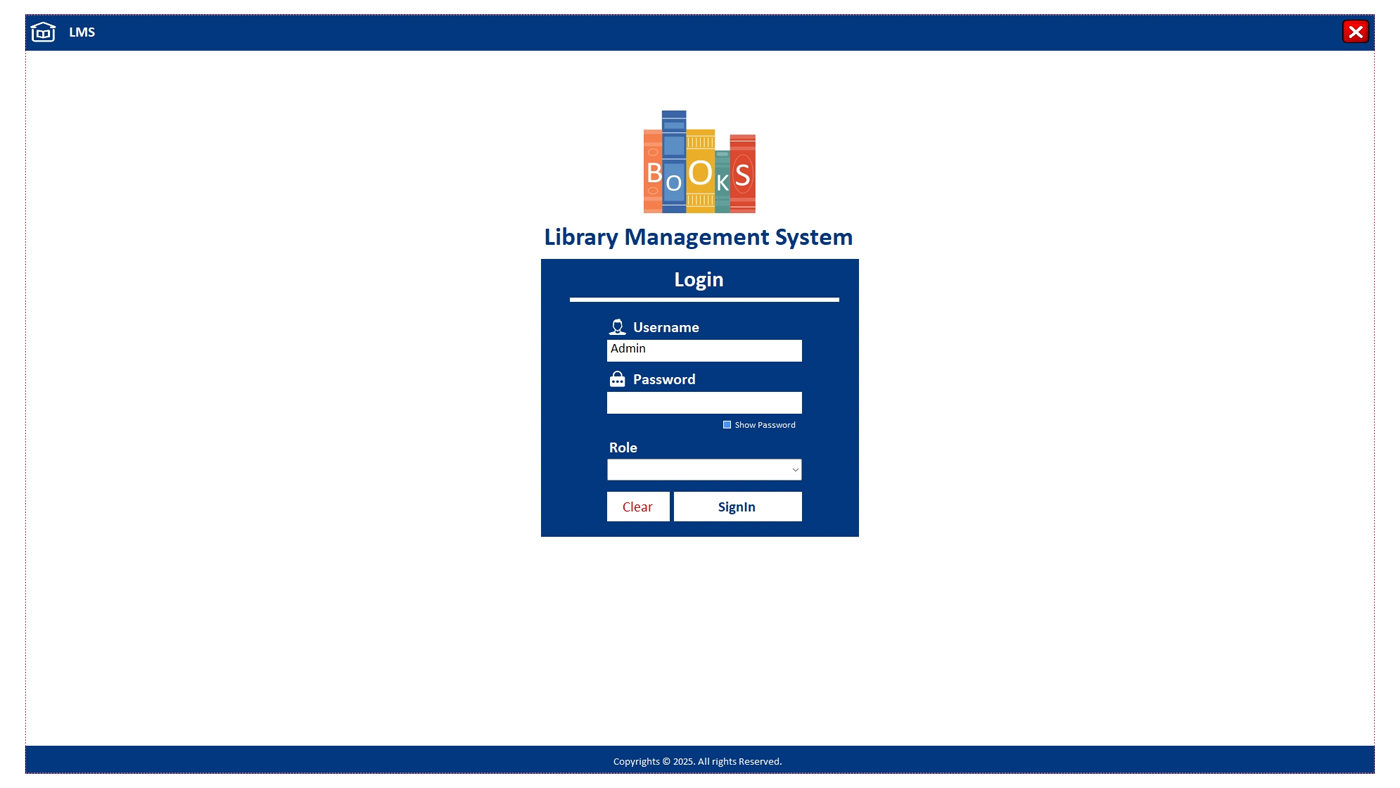 LMS
BOOKS
Library Management System
Login
Username
Admin
Password
Show Password
Role
Clear
SignIn
Copyrights © 2025. All rights Reserved.